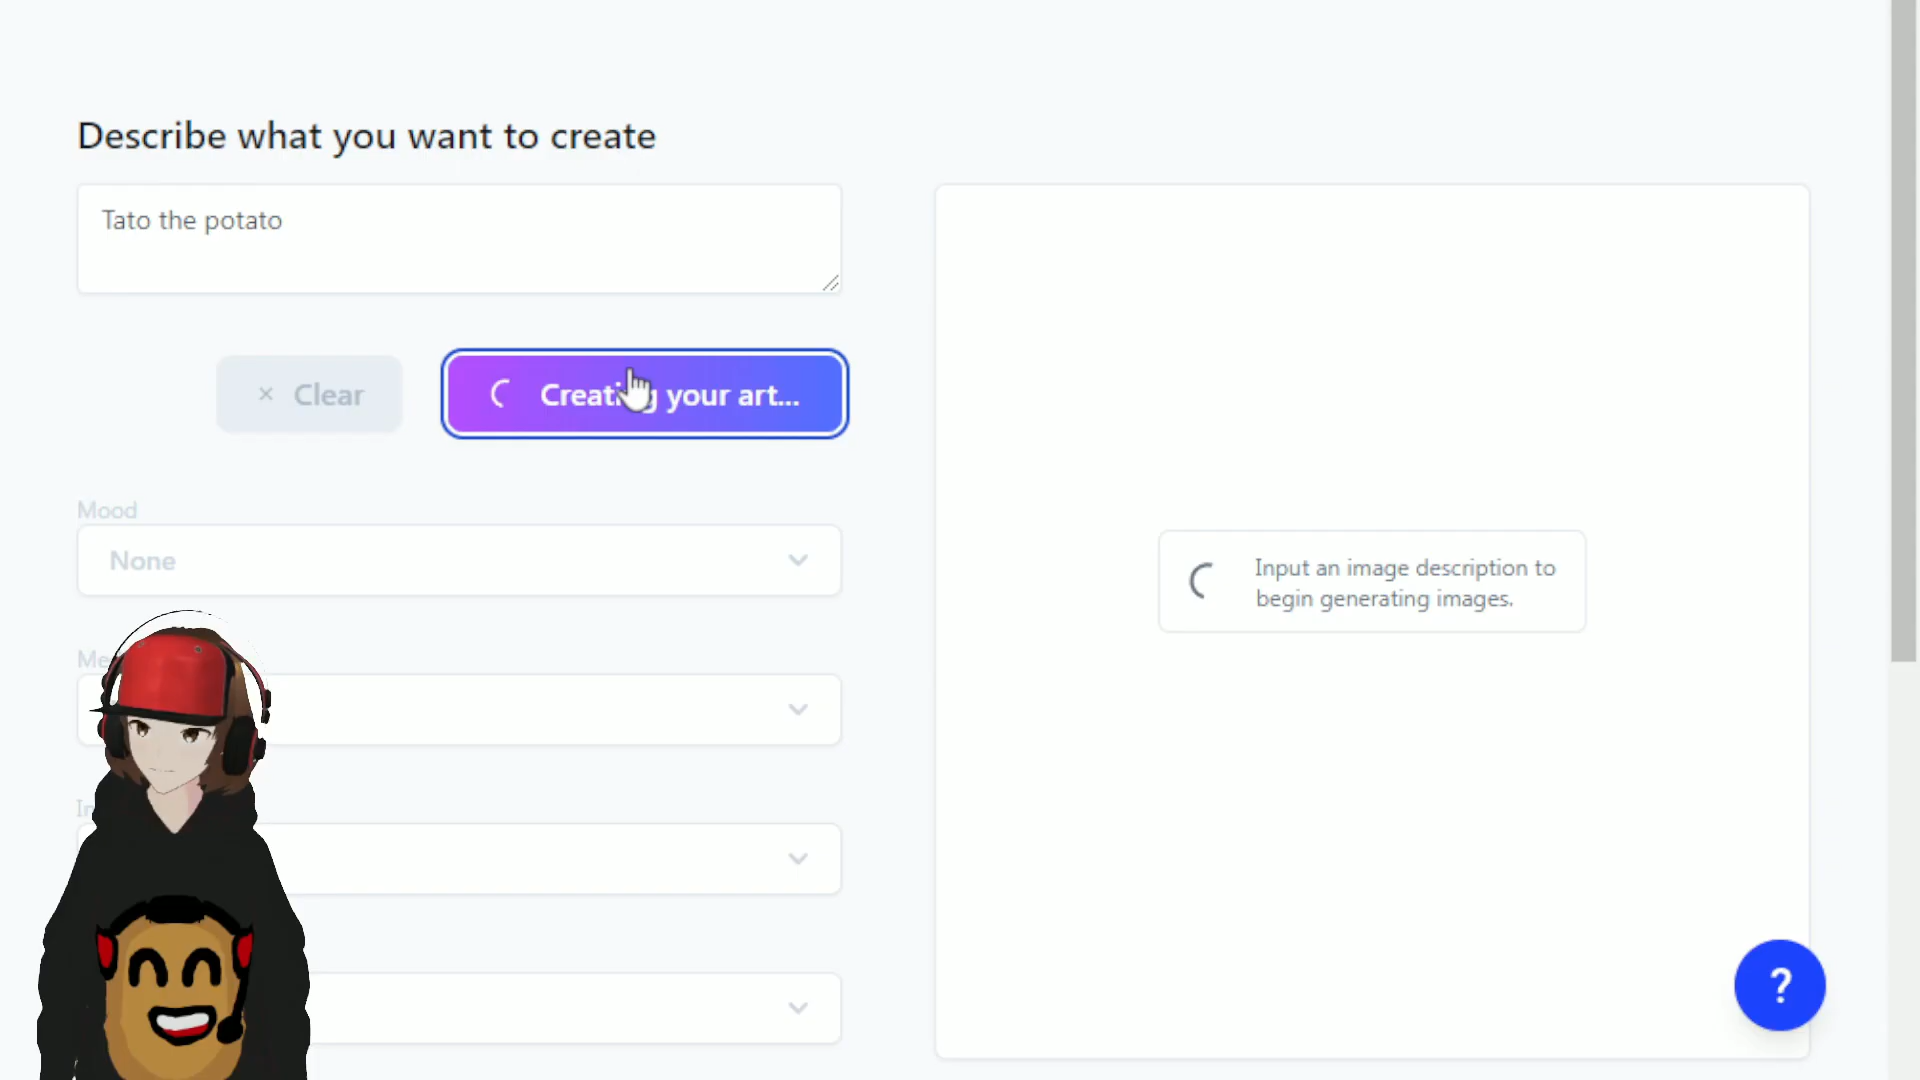 Describe what you want to create
Tato the potato
× Clear
Creating your art...
Mood
None
Input an image description to
begin generating images.
?